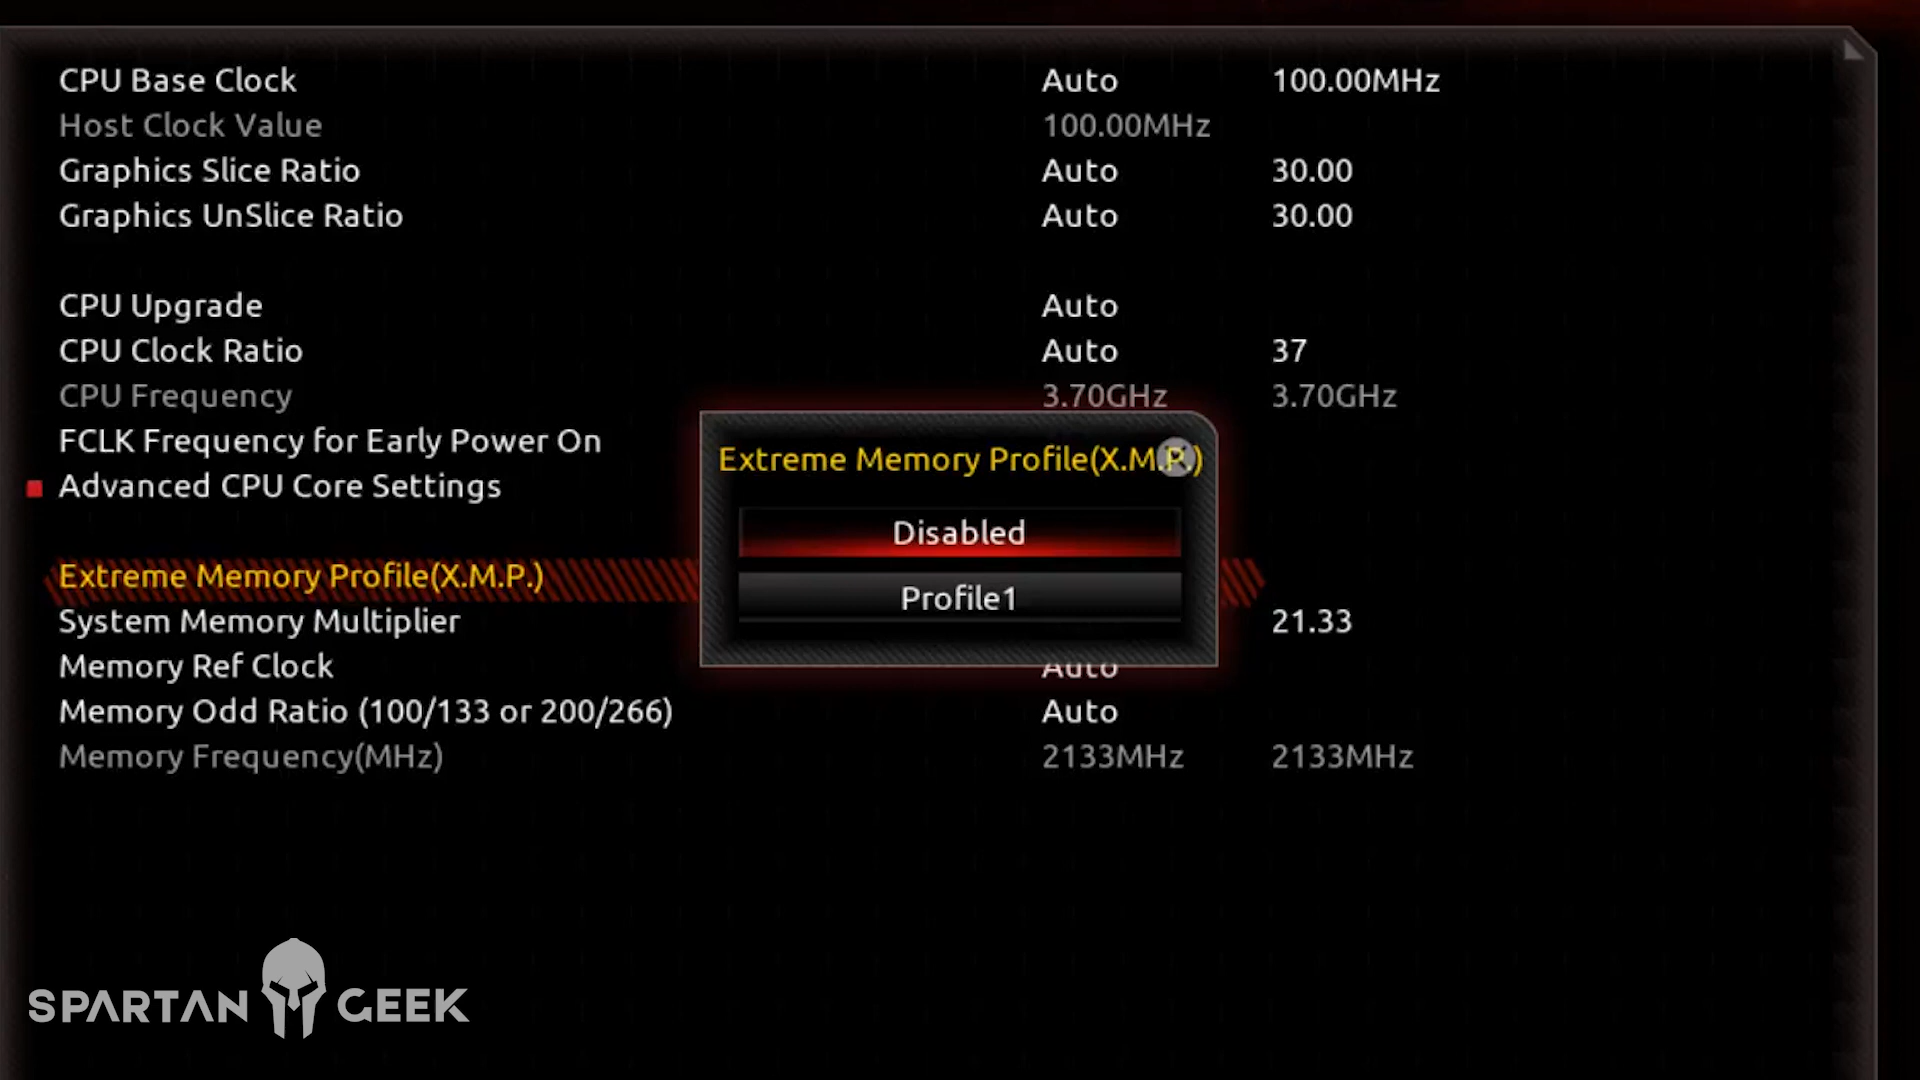 CPU Base Clock Auto 100.00MHz
Host Clock Value 100.00MHz
Graphics Slice Ratio Auto 30.00
Graphics UnSlice Ratio Auto 30.00
CPU Upgrade Auto
CPU Clock Ratio Auto 37
CPU Frequency 3.70GHz 3.70GHz
FCLK Frequency for Early Power On
Advanced CPU Core Settings
Extreme Memory Profile(X.M.P.)
Disabled
Profile1
Extreme Memory Profile(X.M.P.)
System Memory Multiplier 21.33
Memory Ref Clock Auto
Memory Odd Ratio (100/133 or 200/266) Auto
Memory Frequency(MHz) 2133MHz 2133MHz
SPARTAN GEEK